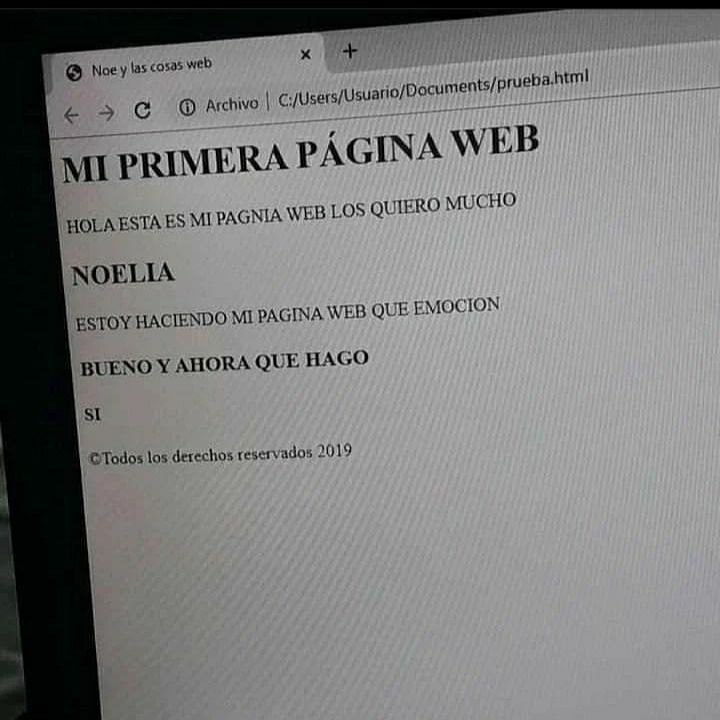 Noe y las cosas web
Archivo | C:/Users/Usuario/Documents/prueba.html
MI PRIMERA PÁGINA WEB
HOLA ESTA ES MI PAGNIA WEB LOS QUIERO MUCHO
NOELIA
ESTOY HACIENDO MI PAGINA WEB QUE EMOCION
BUENO Y AHORA QUE HAGO
SI
©Todos los derechos reservados 2019